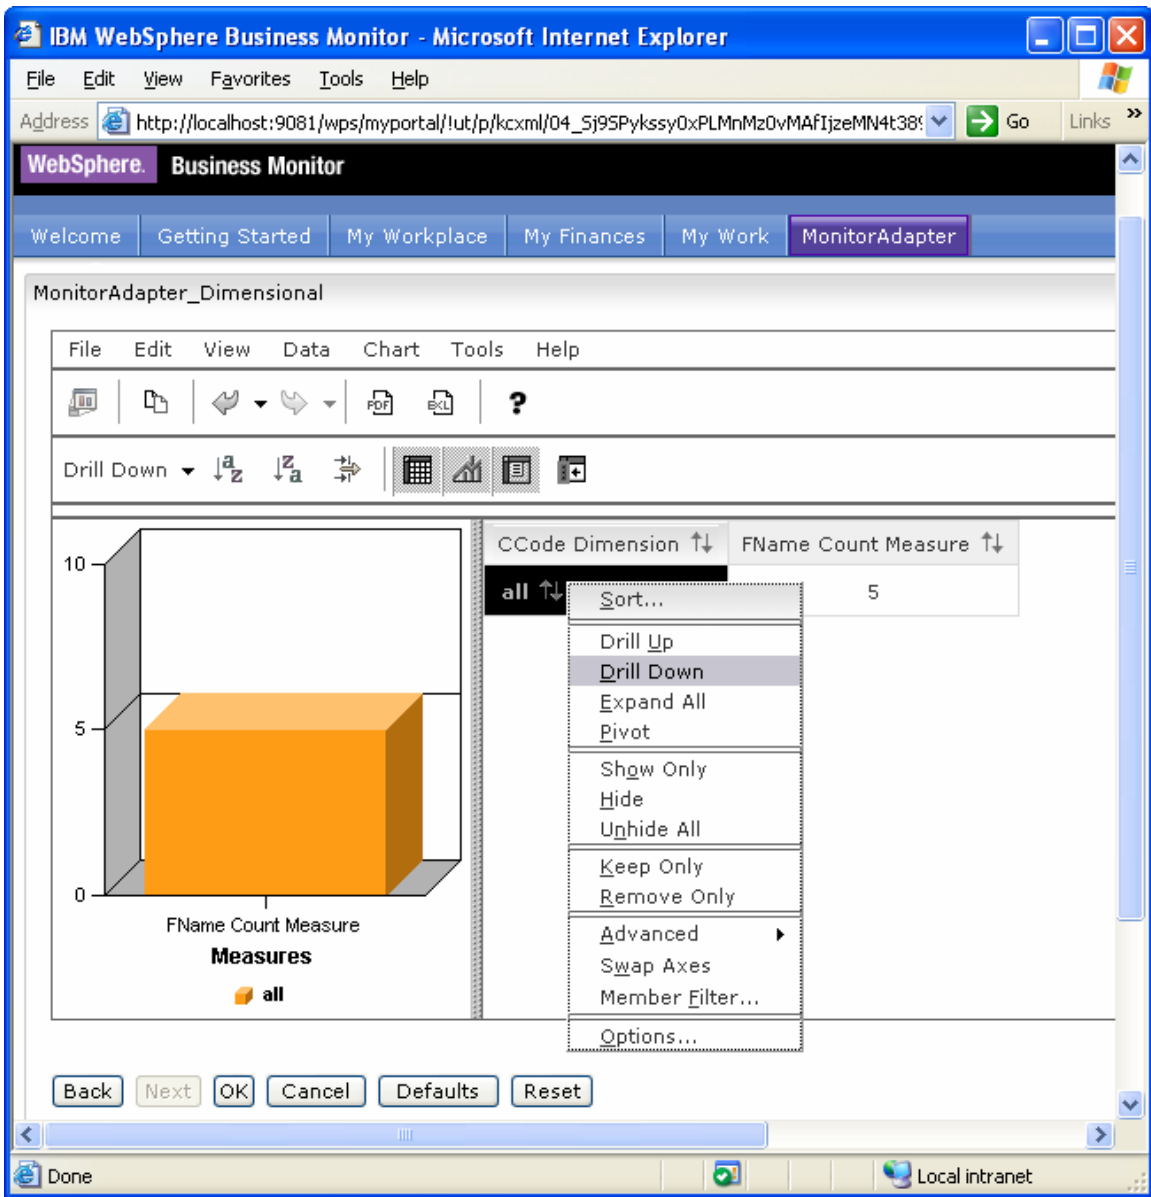 IBM WebSphere Business Monitor - Microsoft Internet Explorer
File Edit View Favorites Tools Help
Address http://localhost:9081/wps/myportal/!ut/p/kcxml/04_Sj9SPykssy0xPLMnMz0vMAfIjzeMN4t389 Go Links »
WebSphere. Business Monitor
Welcome Getting Started My Workplace My Finances My Work MonitorAdapter
MonitorAdapter_Dimensional
File Edit View Data Chart Tools Help
PDF EXL ?
Drill Down a z z a
CCode Dimension FName Count Measure
all 5
10
5
0
FName Count Measure
Measures
all
Sort...
Drill Up
Drill Down
Expand All
Pivot
Show Only
Hide
Unhide All
Keep Only
Remove Only
Advanced
Swap Axes
Member Filter...
Options...
Back Next OK Cancel Defaults Reset
Done Local intranet